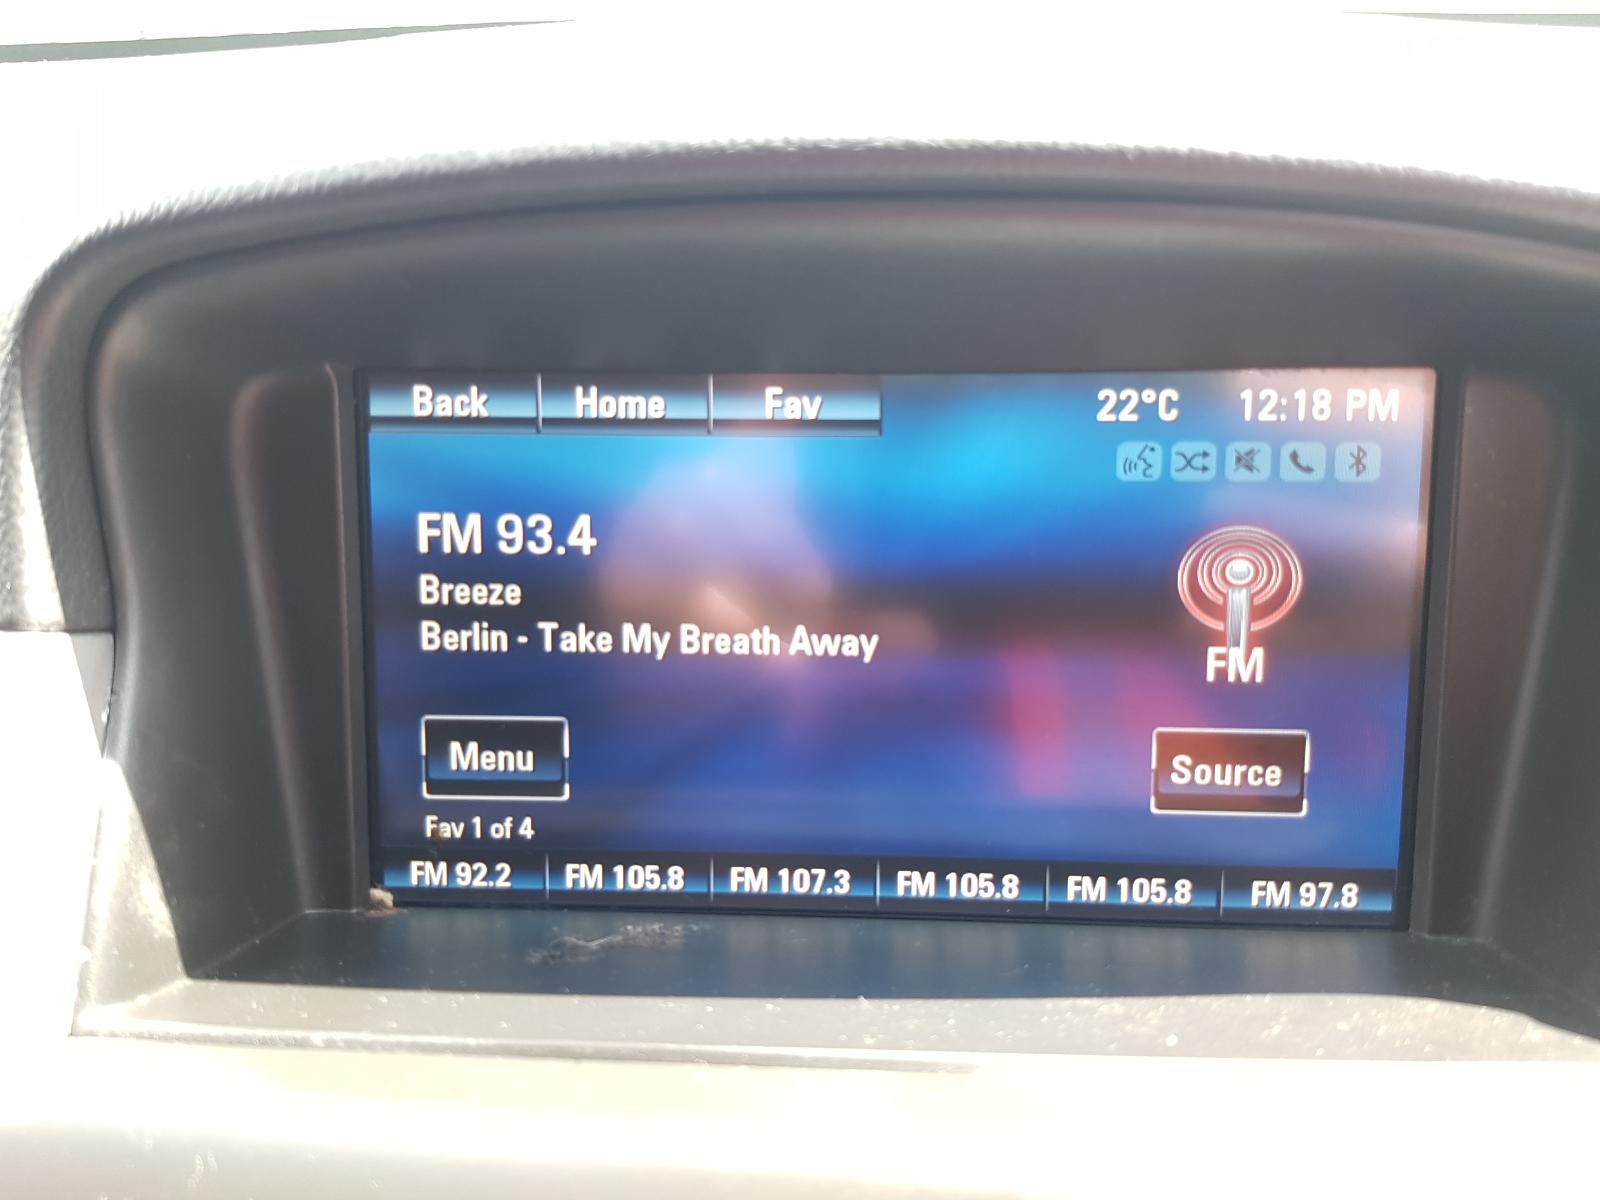 Back Home Fav 22°C 12:18 PM
FM 93.4
Breeze
Berlin - Take My Breath Away
FM
Menu
Source
Fav 1 of 4
FM 92.2 FM 105.8 FM 107.3 FM 105.8 FM 105.8 FM 97.8